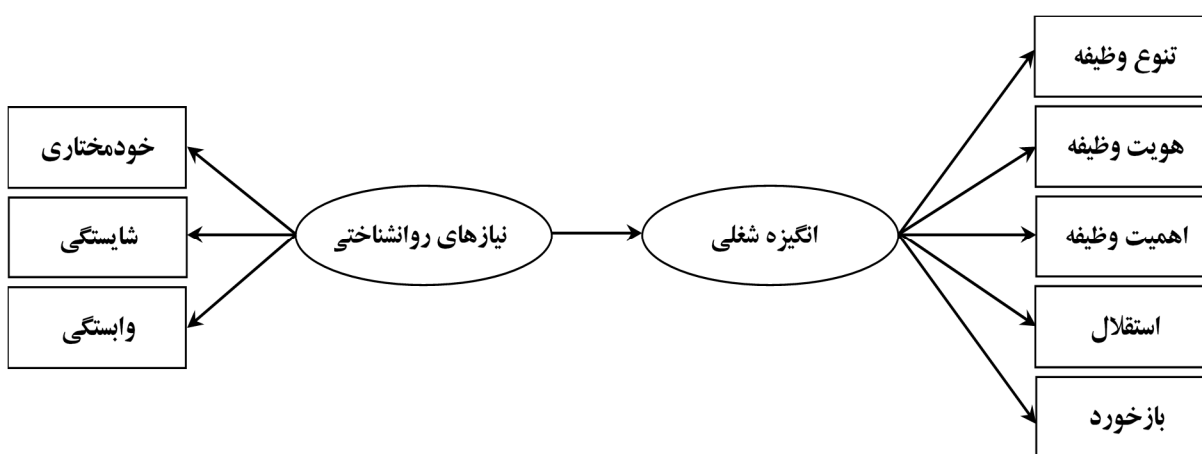 تنوع وظیفه
هویت وظیفه
اهمیت وظیفه
استقلال
بازخورد
انگیزه شغلی
نیازهای روانشناختی
خودمختاری
شایستگی
وابستگی